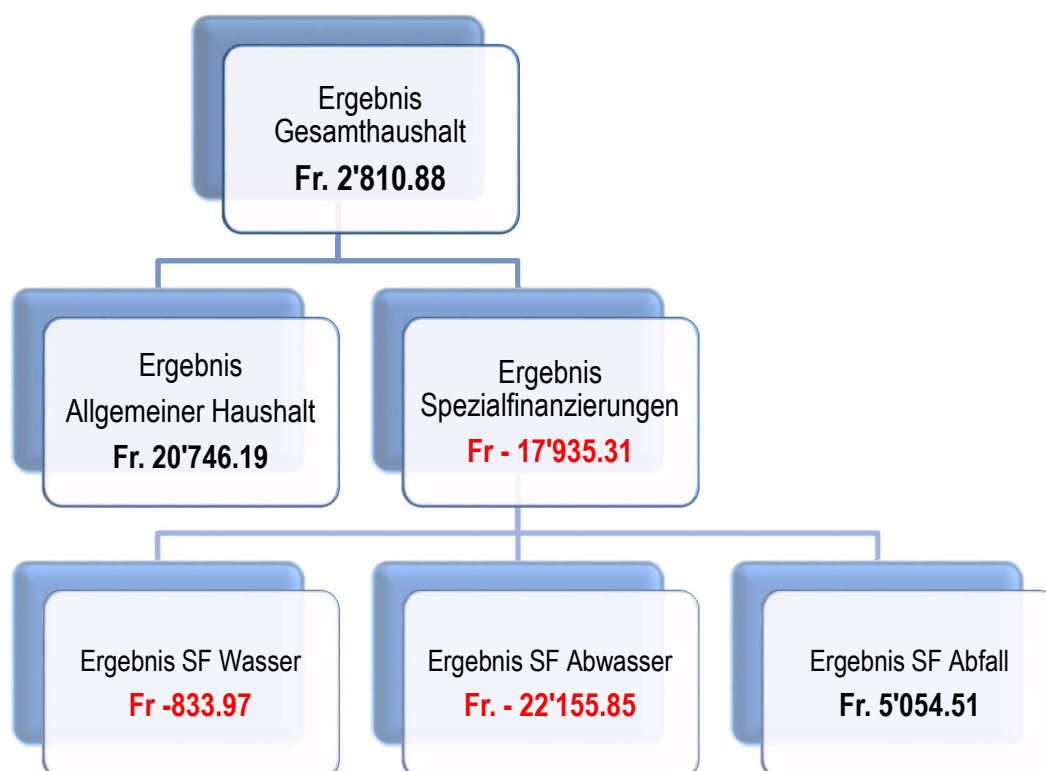 Ergebnis
Gesamthaushalt
Fr. 2'810.88
Ergebnis
Allgemeiner Haushalt
Fr. 20'746.19
Ergebnis
Spezialfinanzierungen
Fr - 17'935.31
Ergebnis SF Wasser
Fr -833.97
Ergebnis SF Abwasser
Fr. - 22'155.85
Ergebnis SF Abfall
Fr. 5'054.51